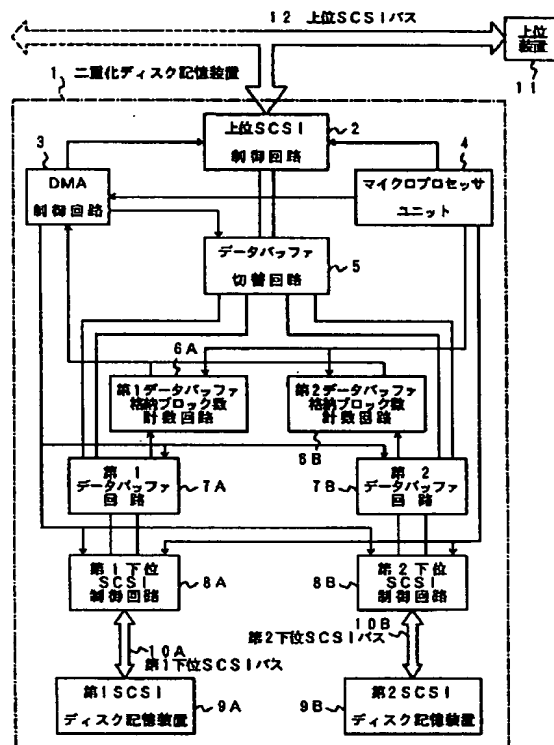 12 上位SCSIバス
上位
装置
11
1 二重化ディスク記憶装置
上位SCSI
制御回路
2
3
DMA
制御回路
4
マイクロプロセッサ
ユニット
データバッファ
切替回路
5
6A
第1データバッファ
格納ブロック数
計数回路
第2データバッファ
格納ブロック数
計数回路
6B
第1
データバッファ
回路
7A
第2
データバッファ
回路
7B
第1下位
SCSI
制御回路
8A
第2下位
SCSI
制御回路
8B
10A
第1下位SCSIバス
10B
第2下位SCSIバス
第1SCSI
ディスク記憶装置
9A
第2SCSI
ディスク記憶装置
9B